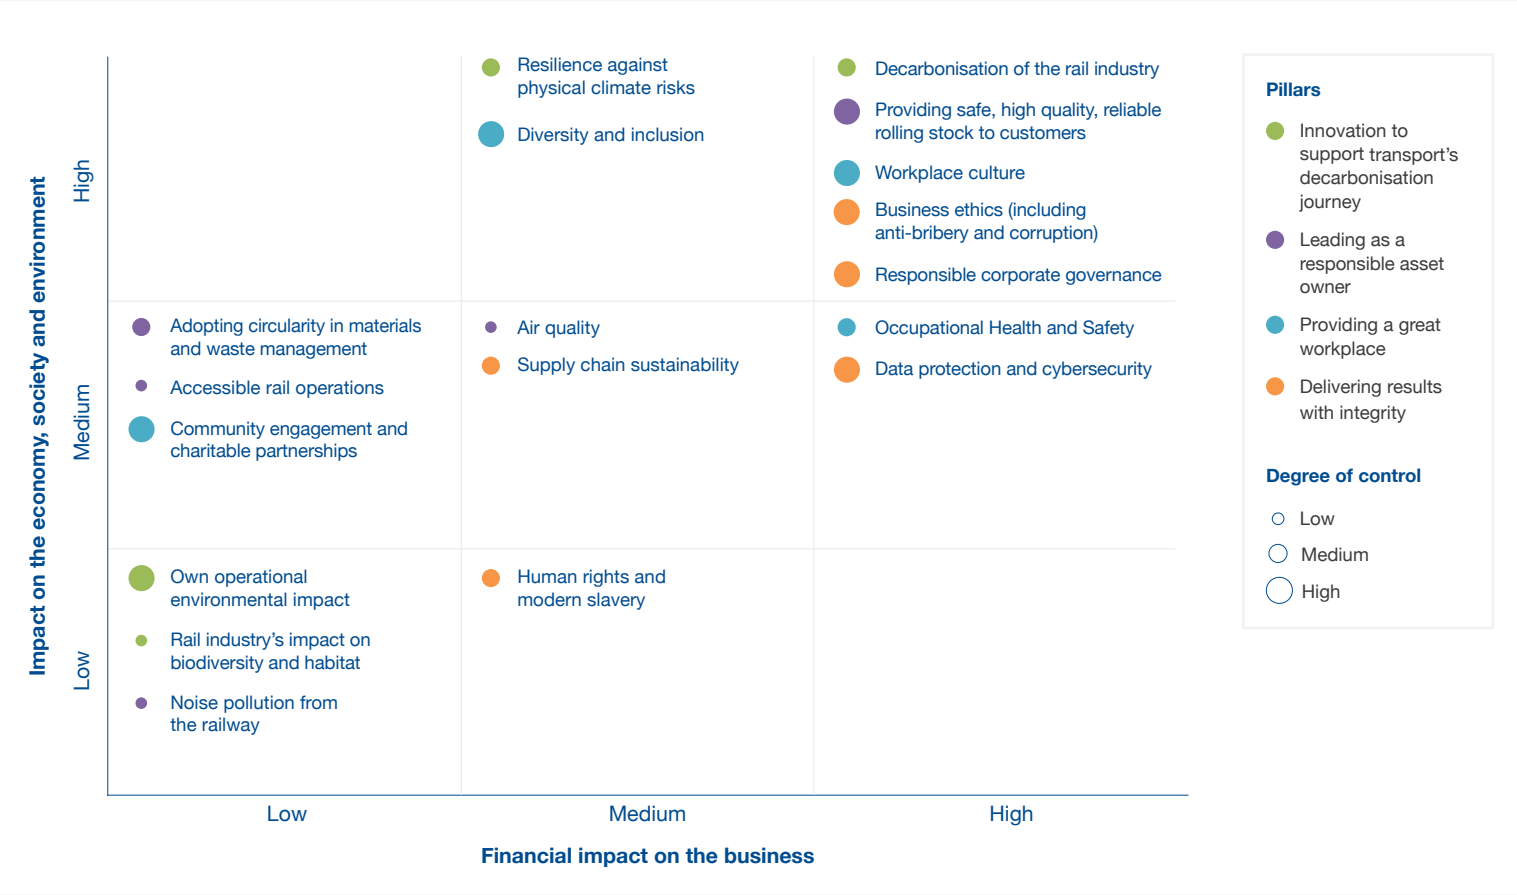 Impact on the economy, society and environment
High
Medium
Low
Resilience against
physical climate risks
Diversity and inclusion
Decarbonisation of the rail industry
Providing safe, high quality, reliable
rolling stock to customers
Workplace culture
Business ethics (including
anti-bribery and corruption)
Responsible corporate governance
Adopting circularity in materials
and waste management
Accessible rail operations
Community engagement and
charitable partnerships
Air quality
Supply chain sustainability
Occupational Health and Safety
Data protection and cybersecurity
Own operational
environmental impact
Rail industry's impact on
biodiversity and habitat
Noise pollution from
the railway
Human rights and
modern slavery
Low
Medium
High
Financial impact on the business
Pillars
Innovation to
support transport's
decarbonisation
journey
Leading as a
responsible asset
owner
Providing a great
workplace
Delivering results
with integrity
Degree of control
Low
Medium
High